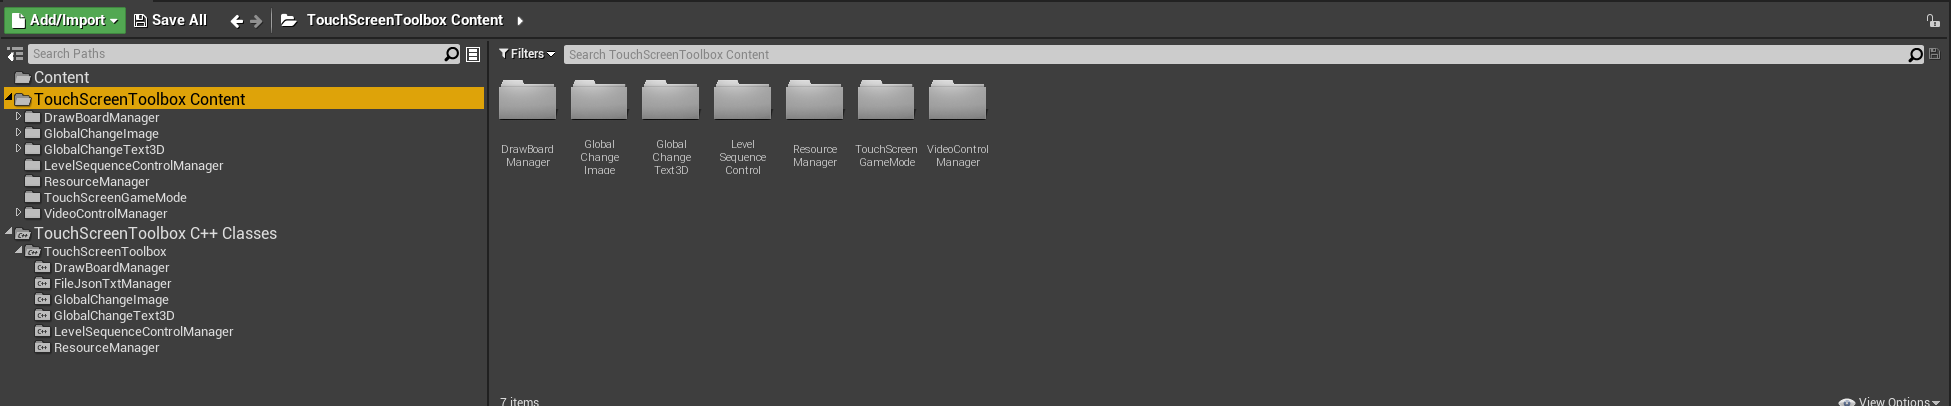 Add/Import
Save All
TouchScreenToolbox Content
Search Paths
Content
TouchScreenToolbox Content
DrawBoardManager
GlobalChangeImage
GlobalChangeText3D
LevelSequenceControlManager
ResourceManager
TouchScreenGameMode
VideoControlManager
TouchScreenToolbox C++ Classes
TouchScreenToolbox
DrawBoardManager
FileJsonTxtManager
GlobalChangeImage
GlobalChangeText3D
LevelSequenceControlManager
ResourceManager
Filters
Search TouchScreenToolbox Content
DrawBoard
Manager
Global
Change
Image
Global
Change
Text3D
Level
Sequence
Control
Resource
Manager
TouchScreen
GameMode
VideoControl
Manager
7 items
View Options